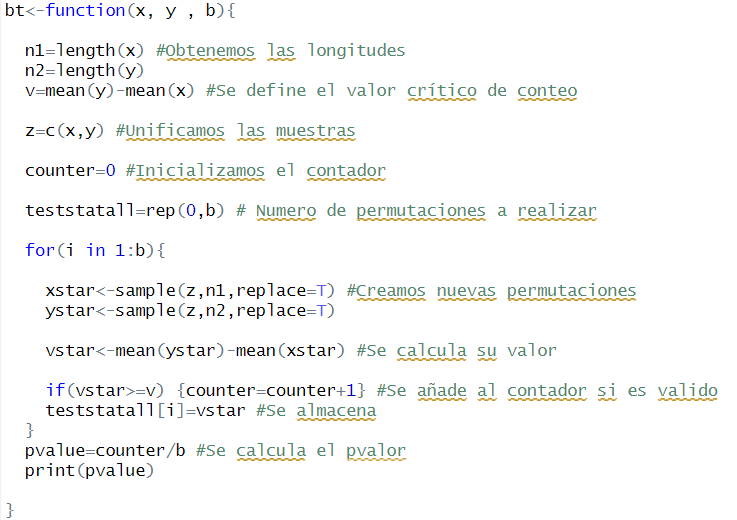 bt<-function(x, y , b){
n1=length(x) #Obtenemos las longitudes
n2=length(y)
v=mean(y)-mean(x) #Se define el valor crítico de conteo
z=c(x,y) #Unificamos las muestras
counter=0 #Inicializamos el contador
teststatall=rep(0,b) # Numero de permutaciones a realizar
for(i in 1:b){
xstar<-sample(z,n1,replace=T) #Creamos nuevas permutaciones
ystar<-sample(z,n2,replace=T)
vstar<-mean(ystar)-mean(xstar) #Se calcula su valor
if(vstar>=v) {counter=counter+1} #Se añade al contador si es valido
teststatall[i]=vstar #Se almacena
}
pvalue=counter/b #Se calcula el pvalor
print(pvalue)
}